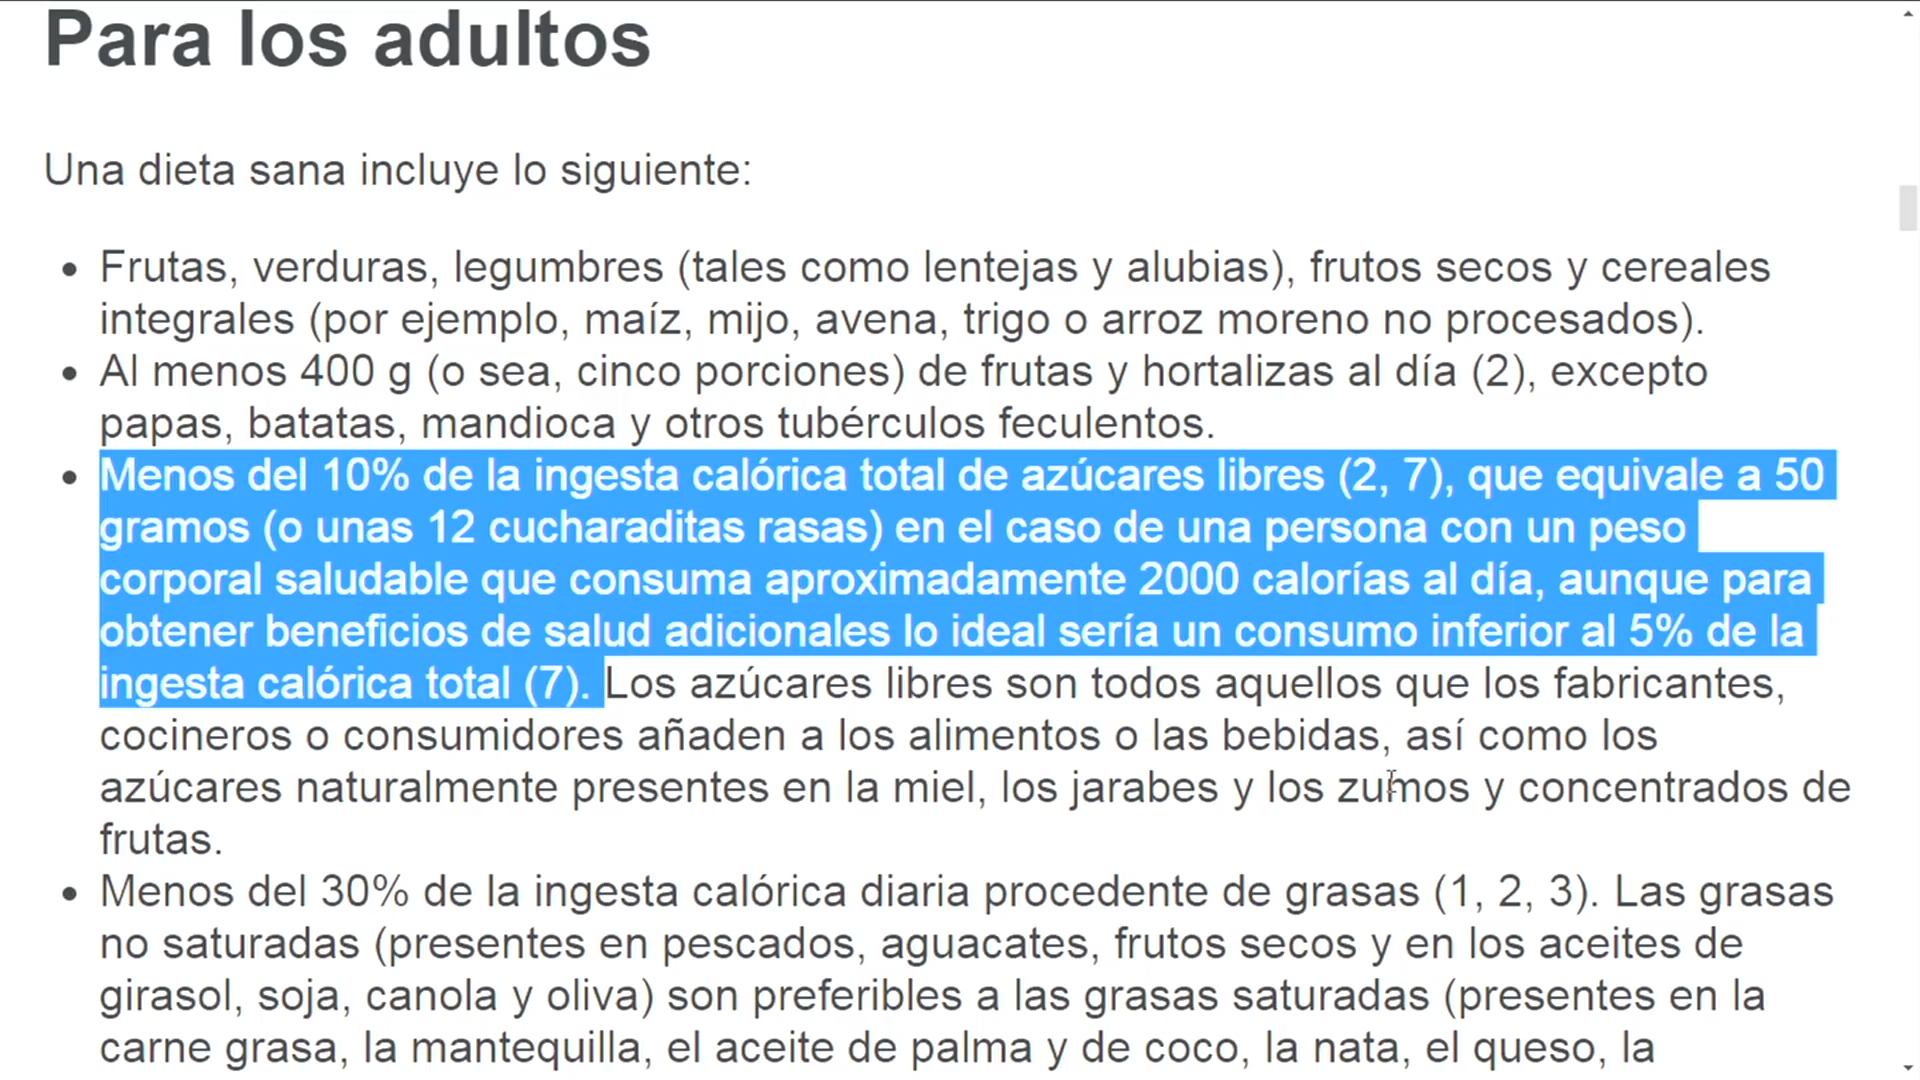 Para los adultos
Una dieta sana incluye lo siguiente:
• Frutas, verduras, legumbres (tales como lentejas y alubias), frutos secos y cereales
integrales (por ejemplo, maíz, mijo, avena, trigo o arroz moreno no procesados).
• Al menos 400 g (o sea, cinco porciones) de frutas y hortalizas al día (2), excepto
papas, batatas, mandioca y otros tubérculos feculentos.
• Menos del 10% de la ingesta calórica total de azúcares libres (2, 7), que equivale a 50
gramos (o unas 12 cucharaditas rasas) en el caso de una persona con un peso
corporal saludable que consuma aproximadamente 2000 calorías al día, aunque para
obtener beneficios de salud adicionales lo ideal sería un consumo inferior al 5% de la
ingesta calórica total (7). Los azúcares libres son todos aquellos que los fabricantes,
cocineros o consumidores añaden a los alimentos o las bebidas, así como los
azúcares naturalmente presentes en la miel, los jarabes y los zumos y concentrados de
frutas.
• Menos del 30% de la ingesta calórica diaria procedente de grasas (1, 2, 3). Las grasas
no saturadas (presentes en pescados, aguacates, frutos secos y en los aceites de
girasol, soja, canola y oliva) son preferibles a las grasas saturadas (presentes en la
carne grasa, la mantequilla, el aceite de palma y de coco, la nata, el queso, la